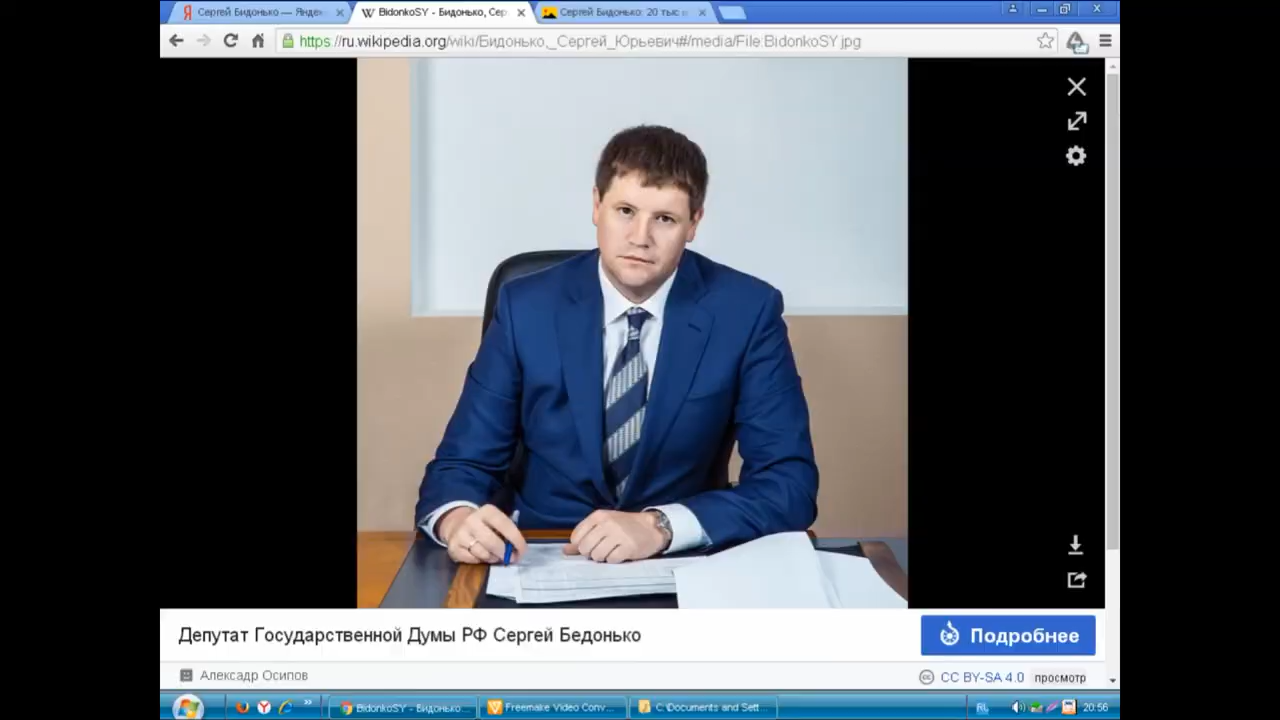 Сергей Бидонько — Яндек
BidonkoSY - Бидонько, Сер
Сергей Бидонько: 20 тыс и
https://ru.wikipedia.org/wiki/Бидонько,_Сергей_Юрьевич#/media/File:BidonkoSY.jpg
Депутат Государственной Думы РФ Сергей Бедонько
Подробнее
Алексадр Осипов
CC BY-SA 4.0 просмотр
BidonkoSY - Бидонько...
Freemake Video Conv...
C:\Documents and Sett...
RL
20:56